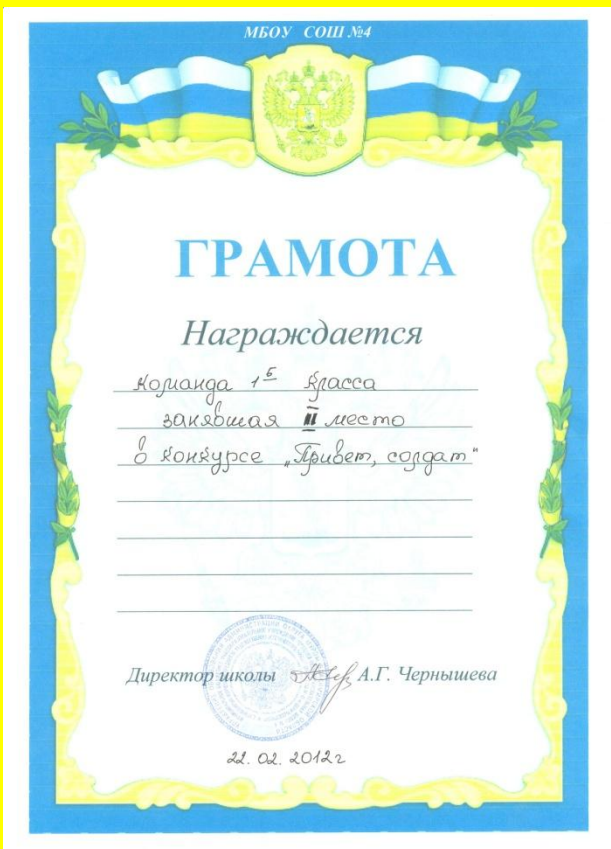 МБОУ СОШ №4
ГРАМОТА
Награждается
команда 1Б класса
занявшая II место
в конкурсе „Привет, солдат"
Директор школы А.Г. Чернышева
22.02.2012г